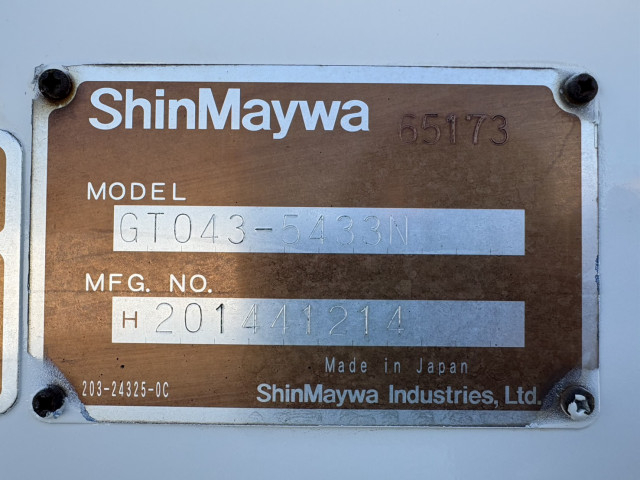 ShinMaywa 65173
MODEL
GT043-5433N
MFG. NO.
H 201441214
Made in Japan
203-24325-0C ShinMaywa Industries, Ltd.